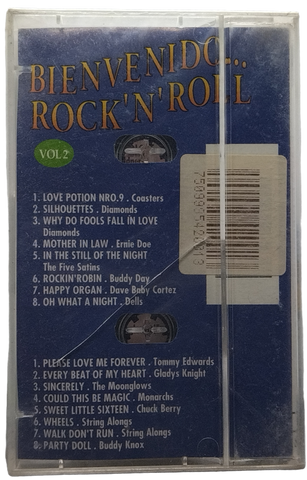 BIENVENIDO...
ROCK'N'ROLL
VOL 2
1. LOVE POTION NRO.9 . Coasters
2. SILHOUETTES . Diamonds
3. WHY DO FOOLS FALL IN LOVE
Diamonds
4. MOTHER IN LAW . Ernie Doe
5. IN THE STILL OF THE NIGHT
The Five Satins
6. ROCKIN'ROBIN . Buddy Day
7. HAPPY ORGAN . Dave Baby Cortez
8. OH WHAT A NIGHT . Dells
1. PLEASE LOVE ME FOREVER . Tommy Edwards
2. EVERY BEAT OF MY HEART . Gladys Knight
3. SINCERELY . The Moonglows
4. COULD THIS BE MAGIC . Monarchs
5. SWEET LITTLE SIXTEEN . Chuck Berry
6. WHEELS . String Alongs
7. WALK DON'T RUN . String Alongs
8. PARTY DOLL . Buddy Knox